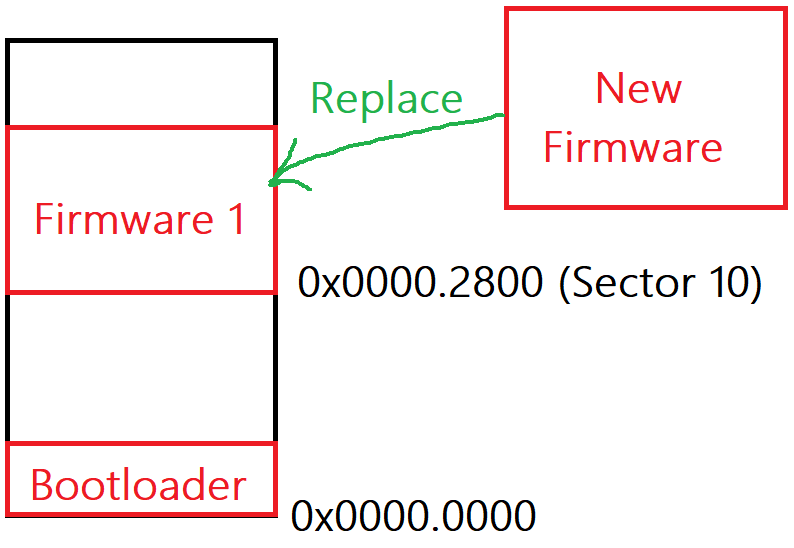 New
Firmware
Replace
Firmware 1
0x0000.2800 (Sector 10)
Bootloader
0x0000.0000